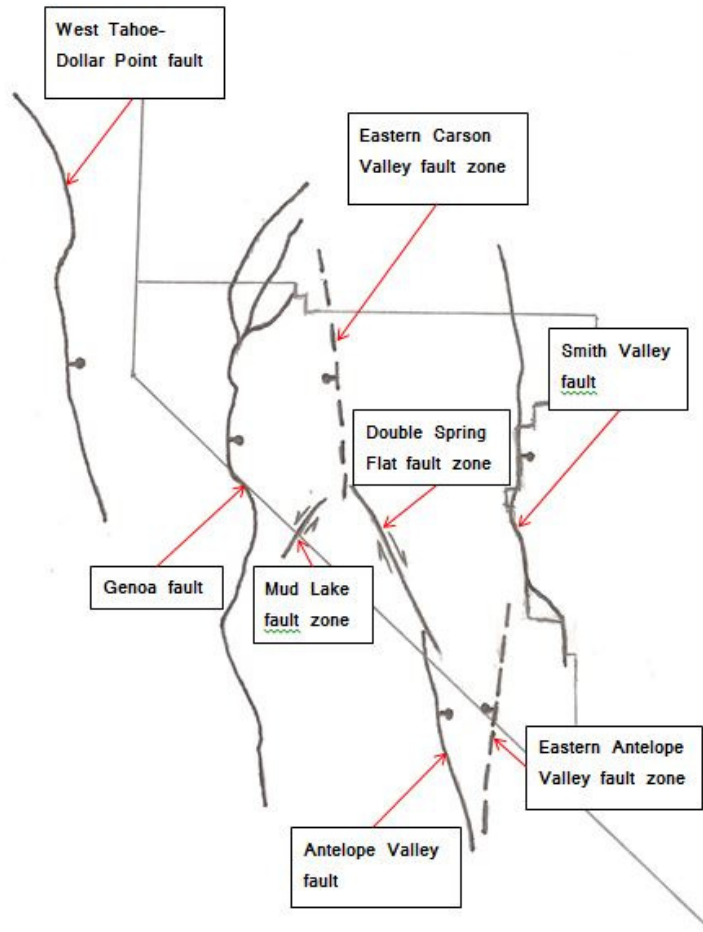 West Tahoe-
Dollar Point fault
Eastern Carson
Valley fault zone
Smith Valley
fault
Double Spring
Flat fault zone
Genoa fault
Mud Lake
fault zone
Eastern Antelope
Valley fault zone
Antelope Valley
fault